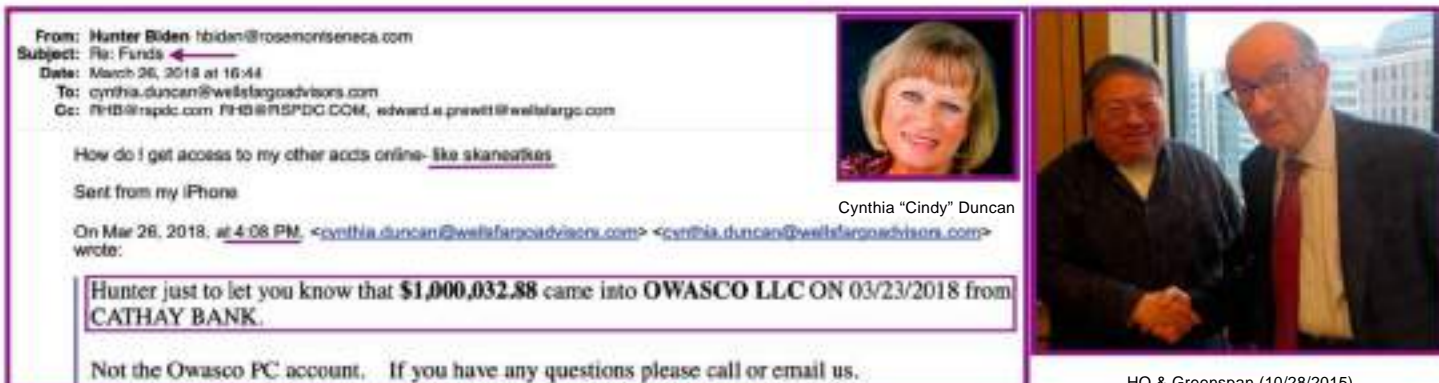 From: Hunter Biden hbiden@rosemontseneca.com
Subject: Re: Funds
Date: March 26, 2018 at 16:44
To: cynthia.duncan@wellsfargoadvisors.com
Cc: RHB@rspdc.com RHB@RSPDC.COM, edward.e.prewitt@wellsfargo.com
How do I get access to my other accts online- like skaneatkes
Sent from my iPhone
Cynthia “Cindy” Duncan
On Mar 26, 2018, at 4:08 PM, <cynthia.duncan@wellsfargoadvisors.com> <cynthia.duncan@wellsfargoadvisors.com>
wrote:
Hunter just to let you know that $1,000,032.88 came into OWASCO LLC ON 03/23/2018 from
CATHAY BANK.
Not the Owasco PC account. If you have any questions please call or email us.
HO & Greenspan (10/28/2015)